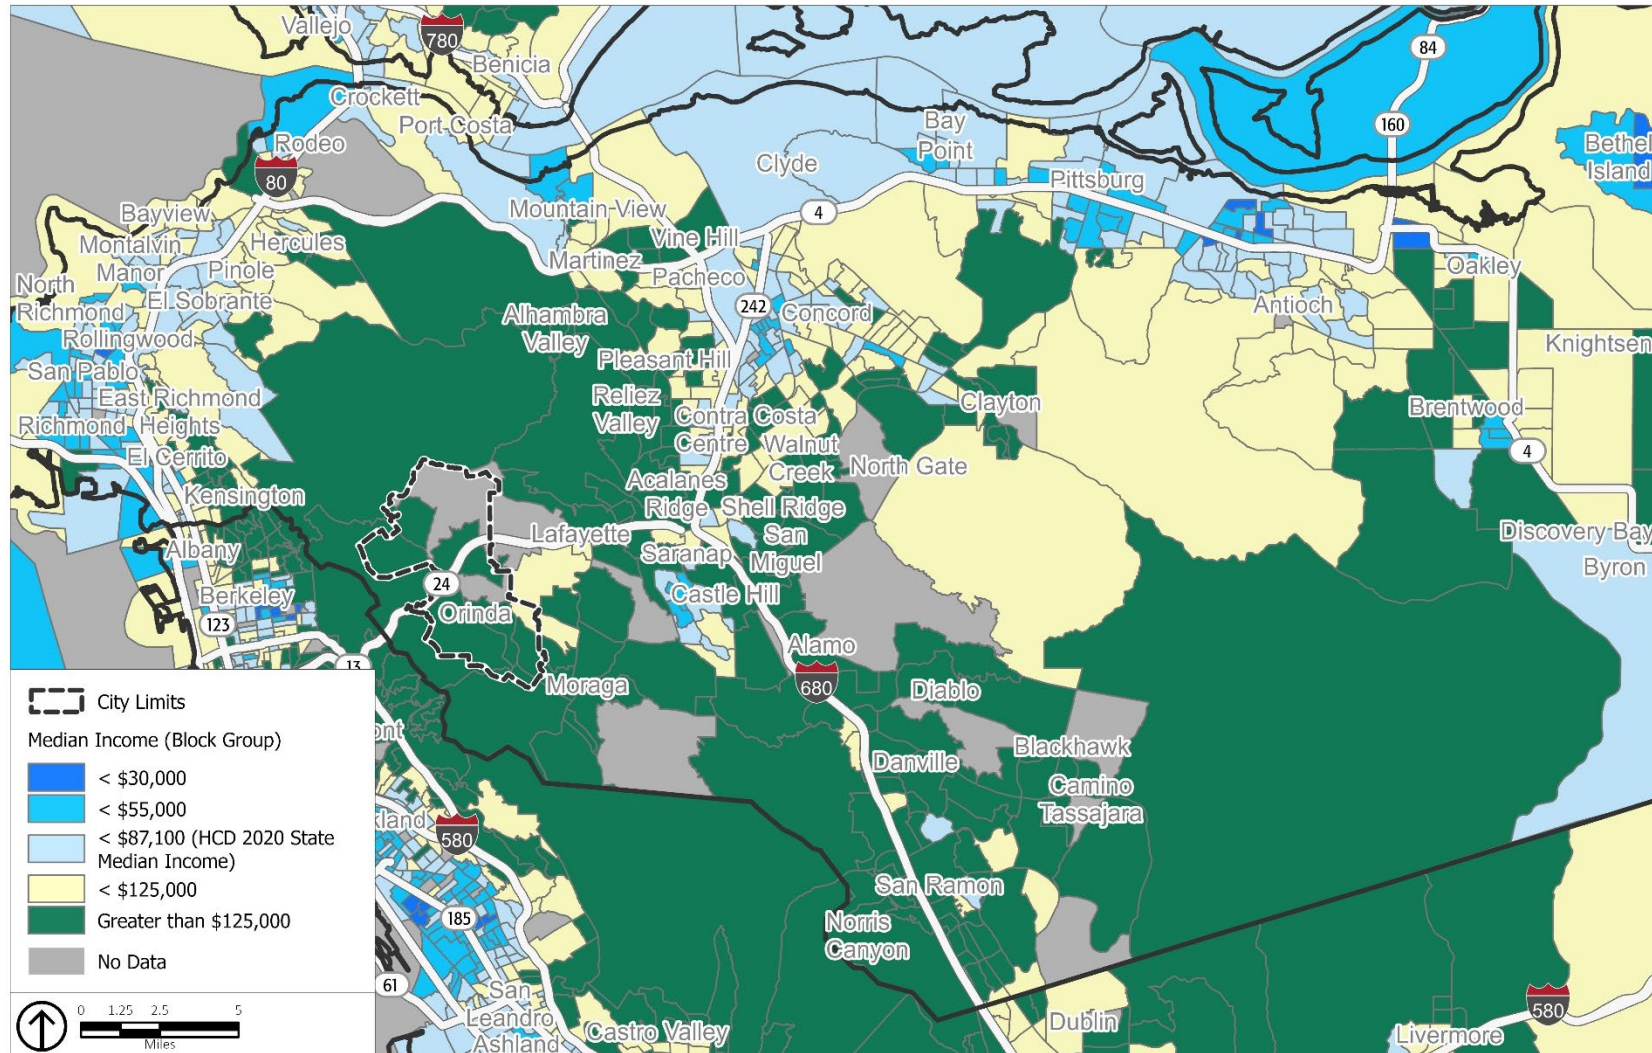 Vallejo
780
Benicia
84
Crockett
Port Costa
160
Rodeo
Bay
Point
Bethel
Island
Clyde
80
Pittsburg
Bayview
Mountain View
4
Montalvin
Manor
Hercules
Vine Hill
Martinez
Pinole
Pacheco
Oakley
North
Richmond
El Sobrante
Antioch
242
Concord
Alhambra
Valley
Rollingwood
Knightsen
Pleasant Hill
San Pablo
East Richmond
Heights
Reliez
Valley
Clayton
Brentwood
Richmond
Contra Costa
Centre
Walnut
Creek
4
El Cerrito
North Gate
Acalanes
Ridge
Kensington
Shell Ridge
Lafayette
San
Miguel
Discovery Bay
Albany
Saranap
Byron
24
Castle Hill
Berkeley
Orinda
123
Alamo
13
Moraga
680
Diablo
ont
Blackhawk
Danville
Camino
Tassajara
kland
580
San Ramon
185
Norris
Canyon
61
San
Leandro
Ashland
Castro Valley
Dublin
580
Livermore
City Limits
Median Income (Block Group)
< $30,000
< $55,000
< $87,100 (HCD 2020 State
Median Income)
< $125,000
Greater than $125,000
No Data
0 1.25 2.5 5
Miles